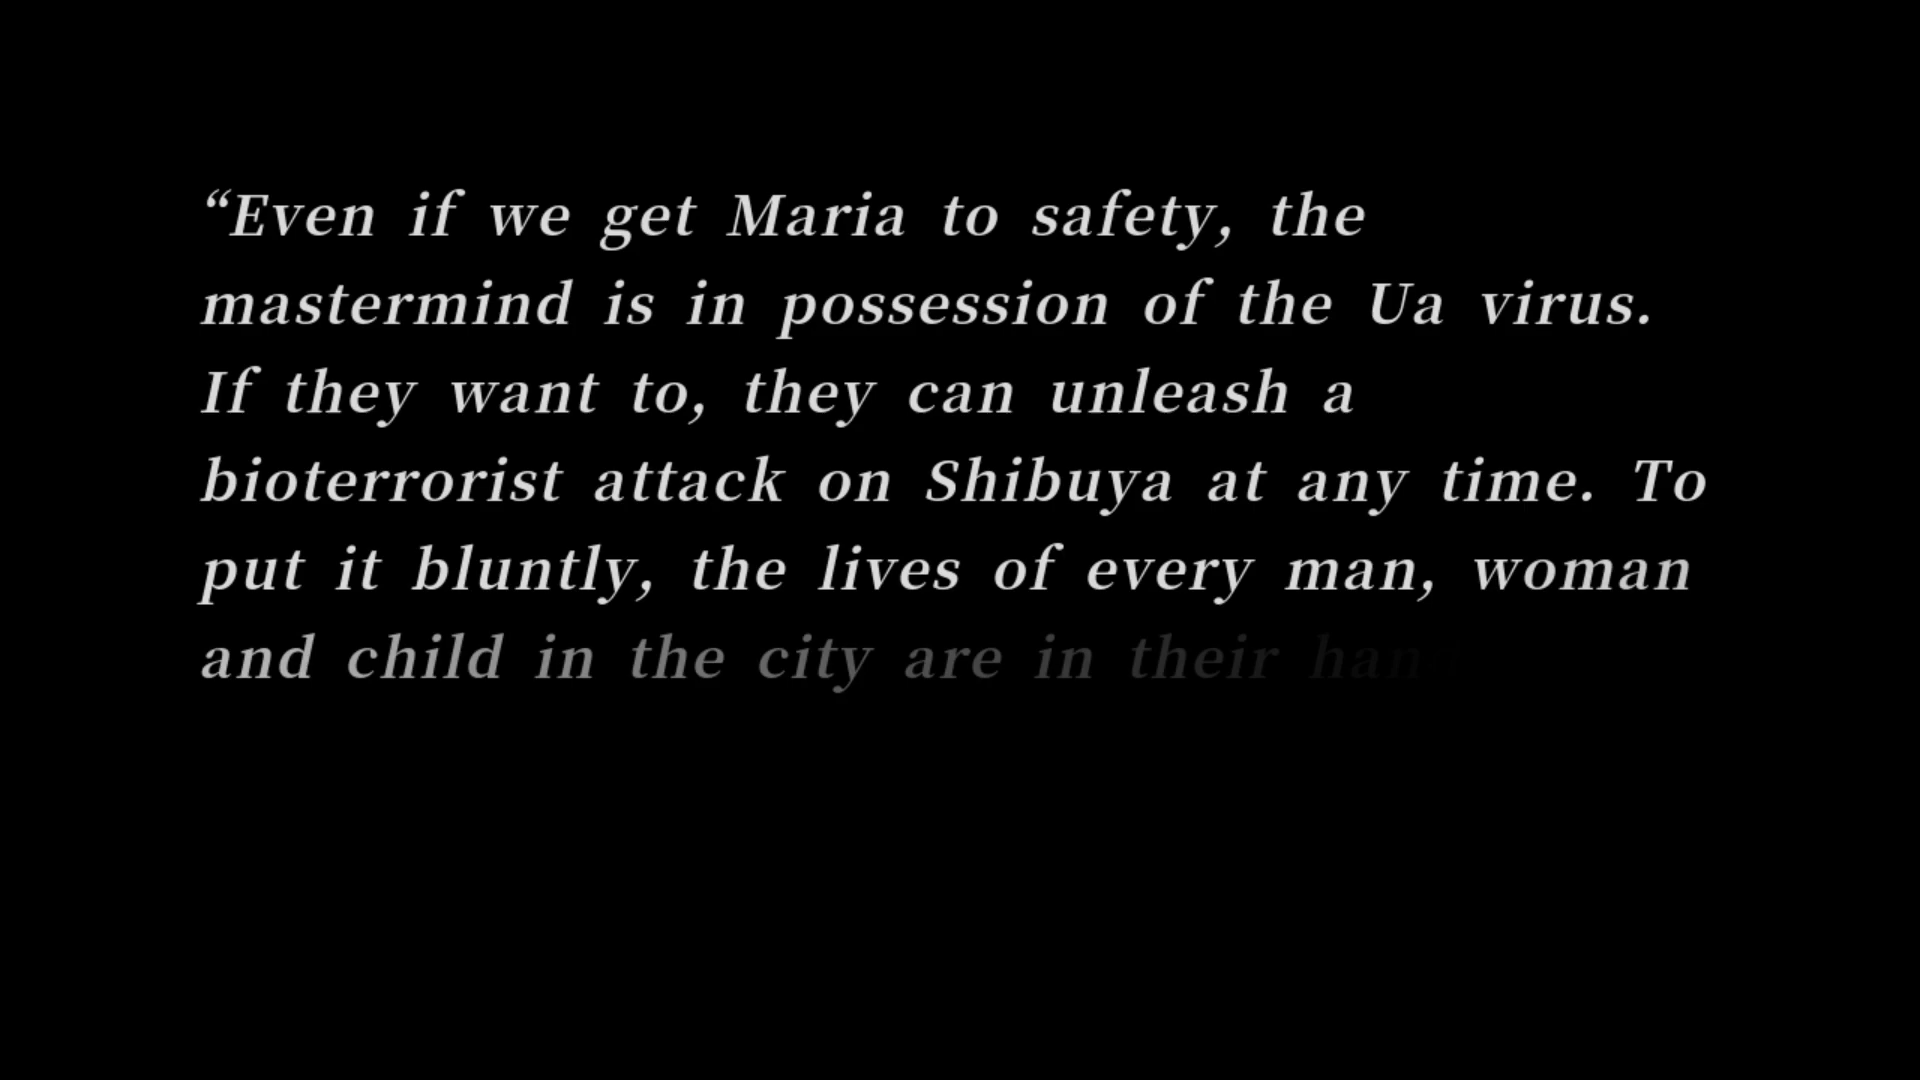 “Even if we get Maria to safety, the
mastermind is in possession of the Ua virus.
If they want to, they can unleash a
bioterrorist attack on Shibuya at any time. To
put it bluntly, the lives of every man, woman
and child in the city are in their